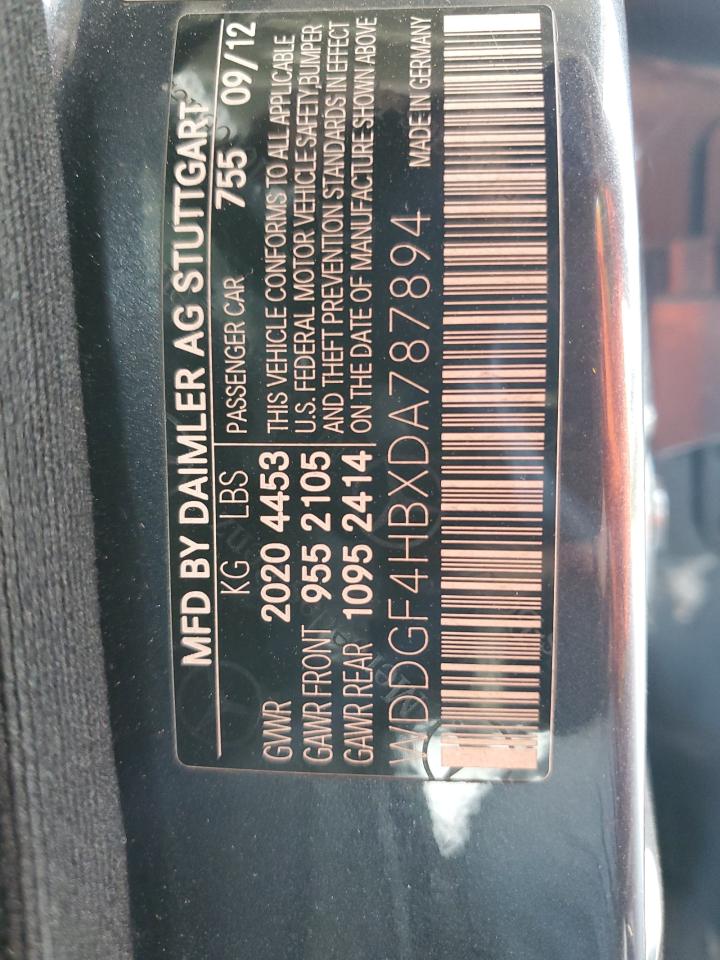 MFD BY DAIMLER AG STUTTGART
KG LBS PASSENGER CAR 755 09/12
GVWR 2020 4453 THIS VEHICLE CONFORMS TO ALL APPLICABLE
GAWR FRONT 955 2105 U.S. FEDERAL MOTOR VEHICLE SAFETY,BUMPER
AND THEFT PREVENTION STANDARDS IN EFFECT
GAWR REAR 1095 2414 ON THE DATE OF MANUFACTURE SHOWN ABOVE
WDDGF4HBXDA787894 MADE IN GERMANY